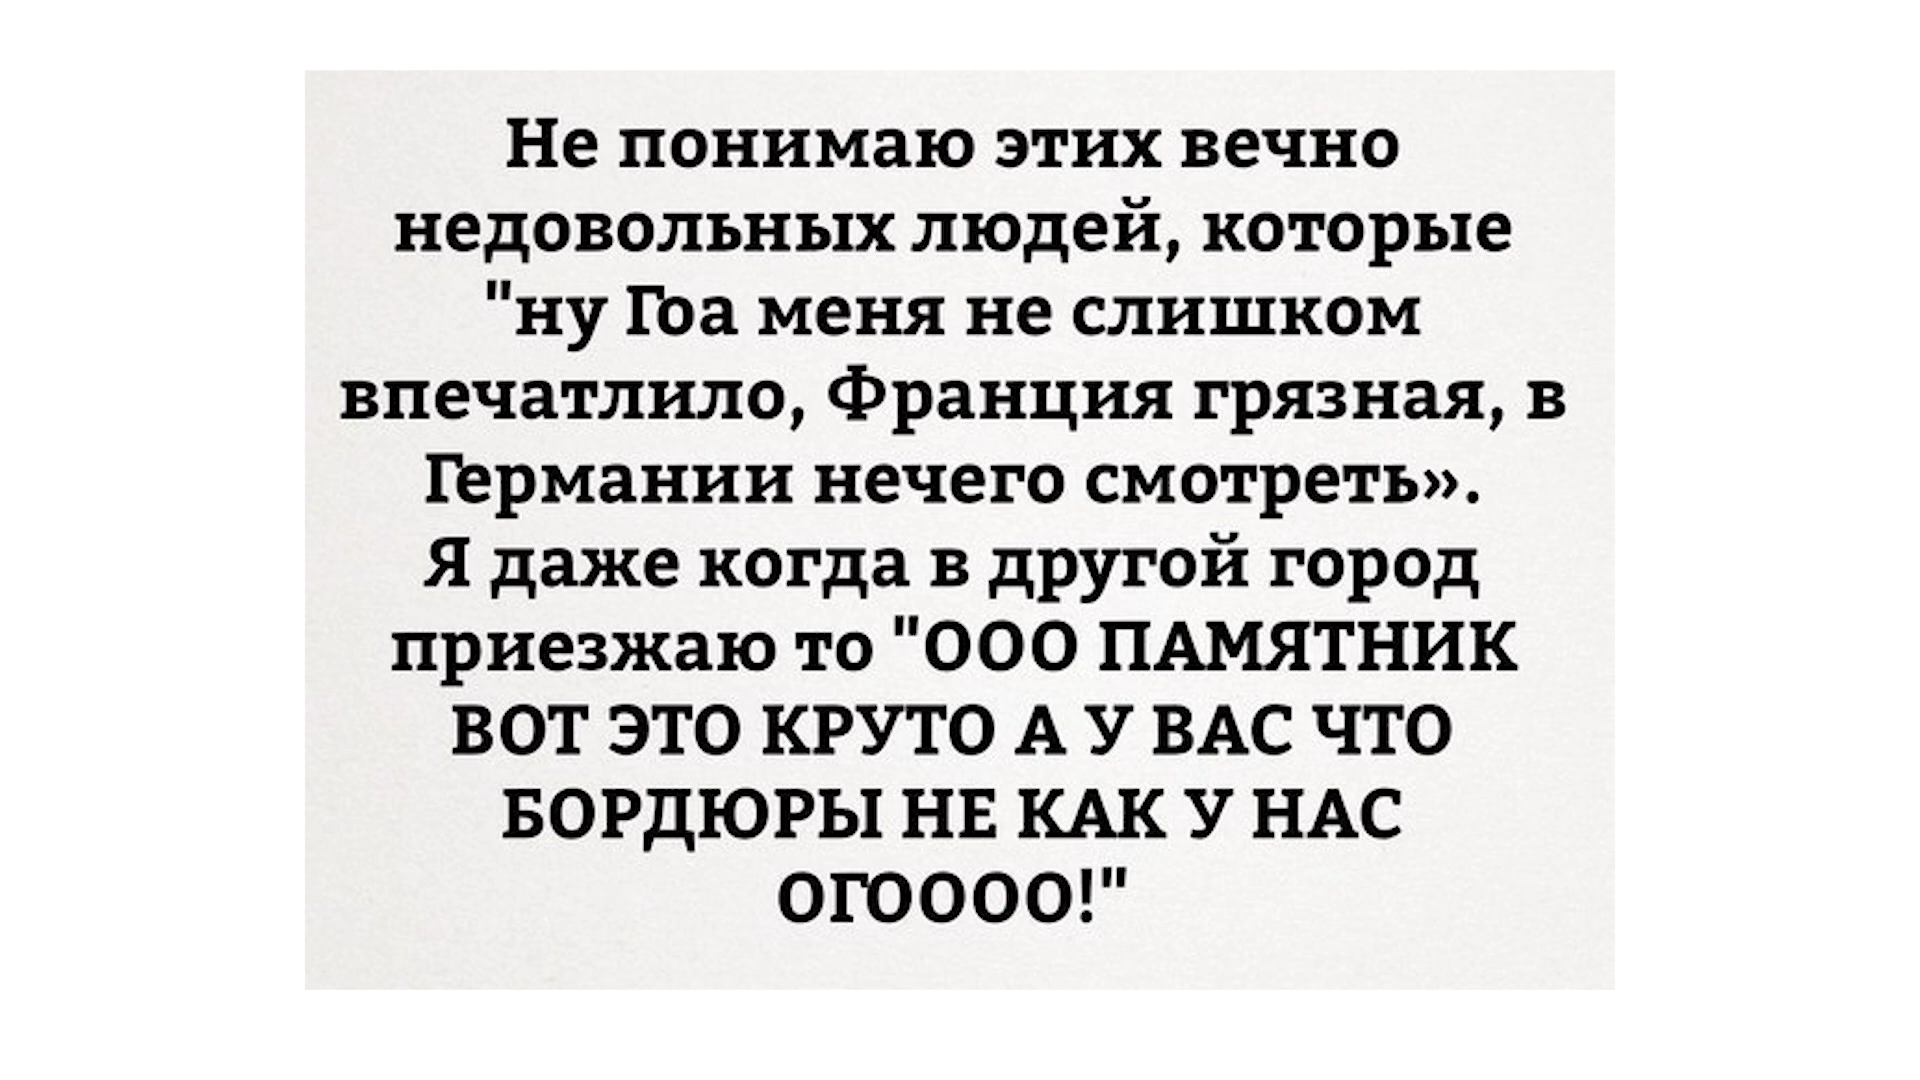 Не понимаю этих вечно
недовольных людей, которые
"ну Гоа меня не слишком
впечатлило, Франция грязная, в
Германии нечего смотреть».
Я даже когда в другой город
приезжаю то "ООО ПАМЯТНИК
ВОТ ЭТО КРУТО А У ВАС ЧТО
БОРДЮРЫ НЕ КАК У НАС
ОГОООО!"